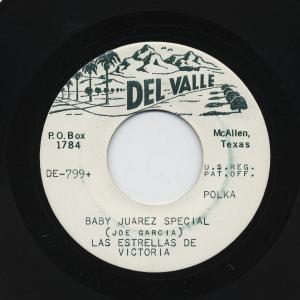 DEL-VALLE
P.O. Box
1784
McAllen,
Texas
DE-799+
U.S. REG.
PAT. OFF.
POLKA
BABY JUAREZ SPECIAL
(JOE GARCIA)
LAS ESTRELLAS DE
VICTORIA